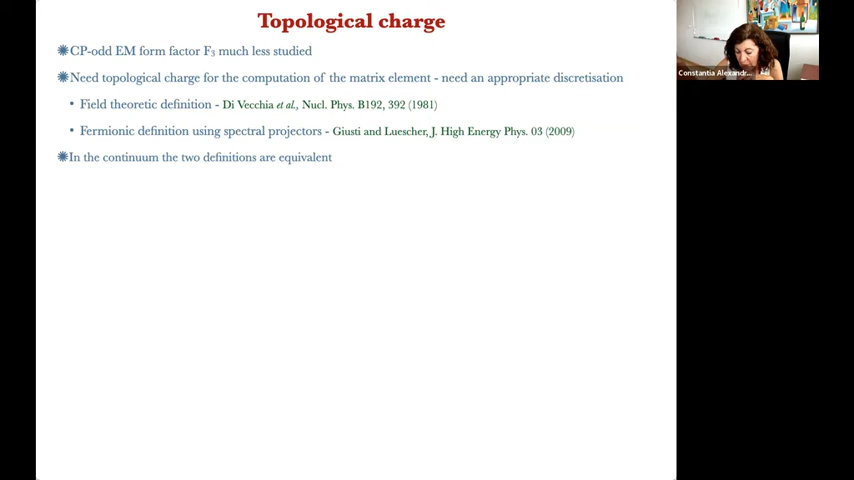 Topological charge
✺CP-odd EM form factor F₃ much less studied
✺Need topological charge for the computation of the matrix element - need an appropriate discretisation
• Field theoretic definition - Di Vecchia et al., Nucl. Phys. B192, 392 (1981)
• Fermionic definition using spectral projectors - Giusti and Luescher, J. High Energy Phys. 03 (2009)
✺In the continuum the two definitions are equivalent
Constantia Alexandr...